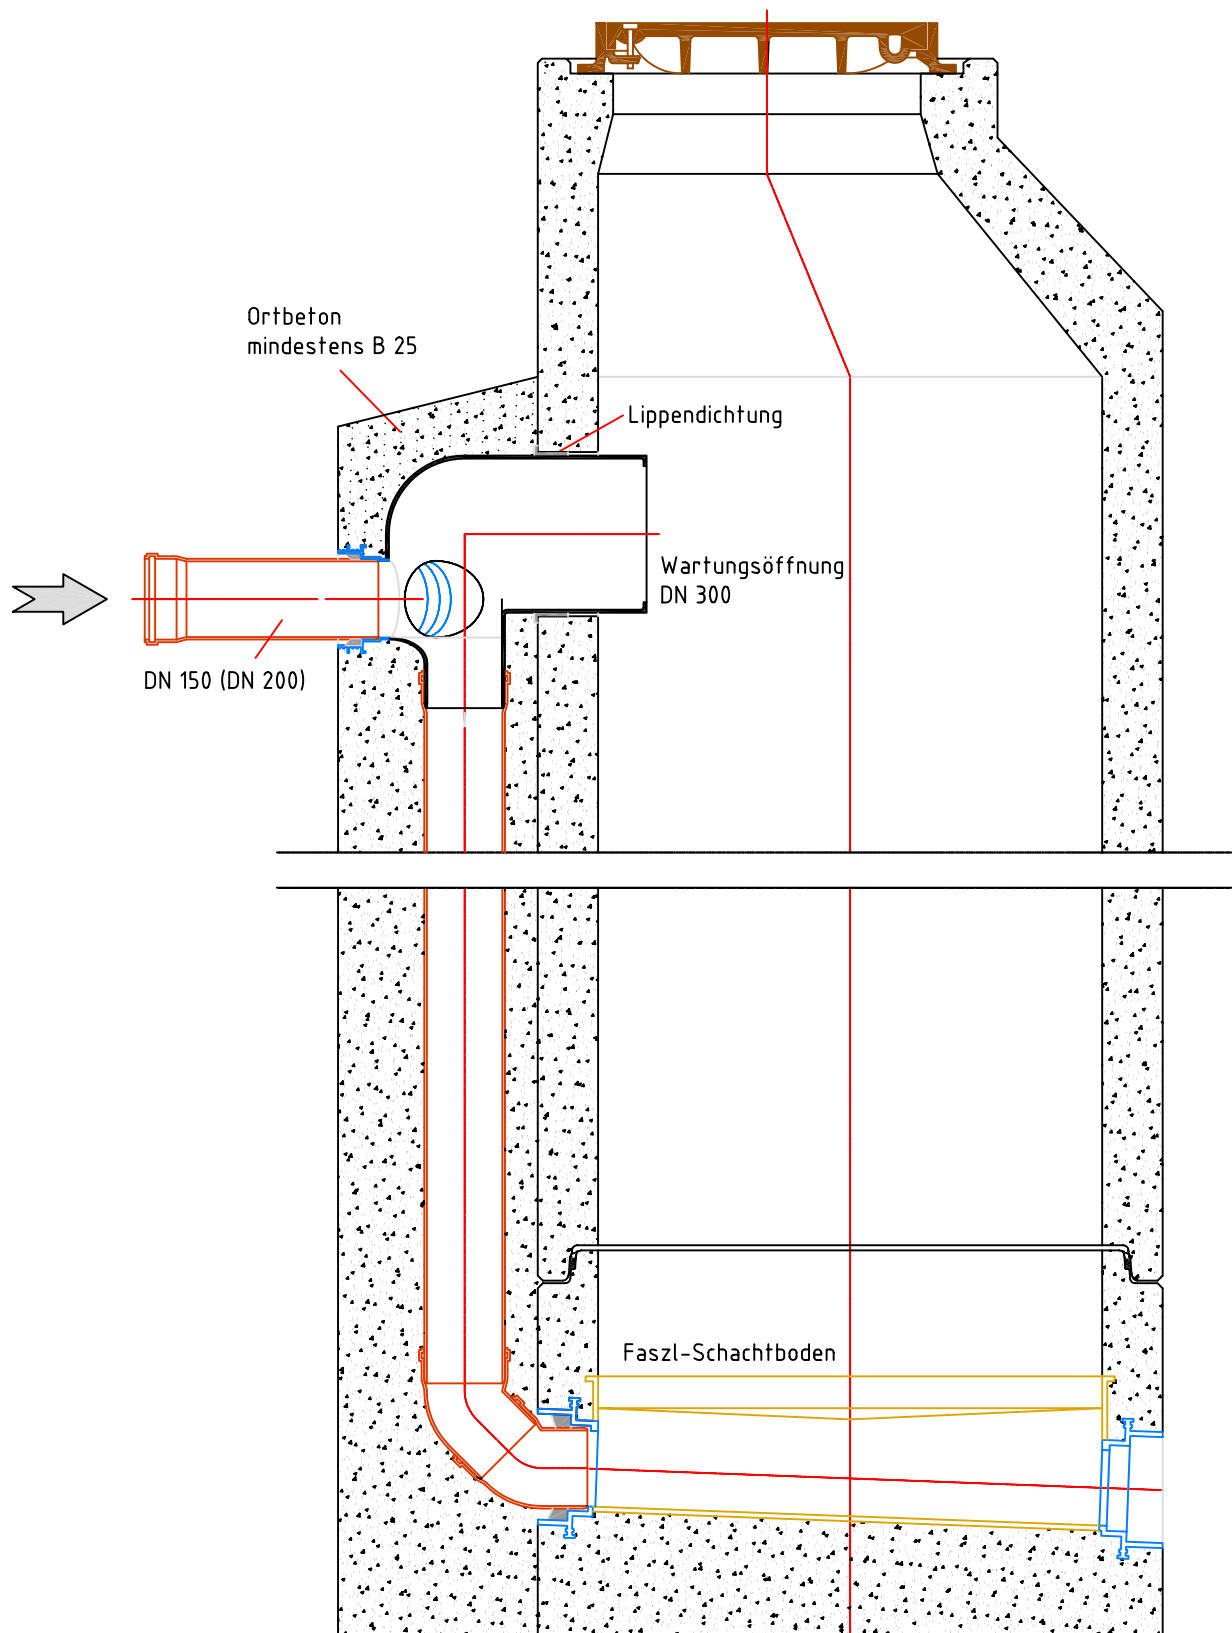 Ortbeton
mindestens B 25
Lippendichtung
Wartungsöffnung
DN 300
DN 150 (DN 200)
Faszl-Schachtboden